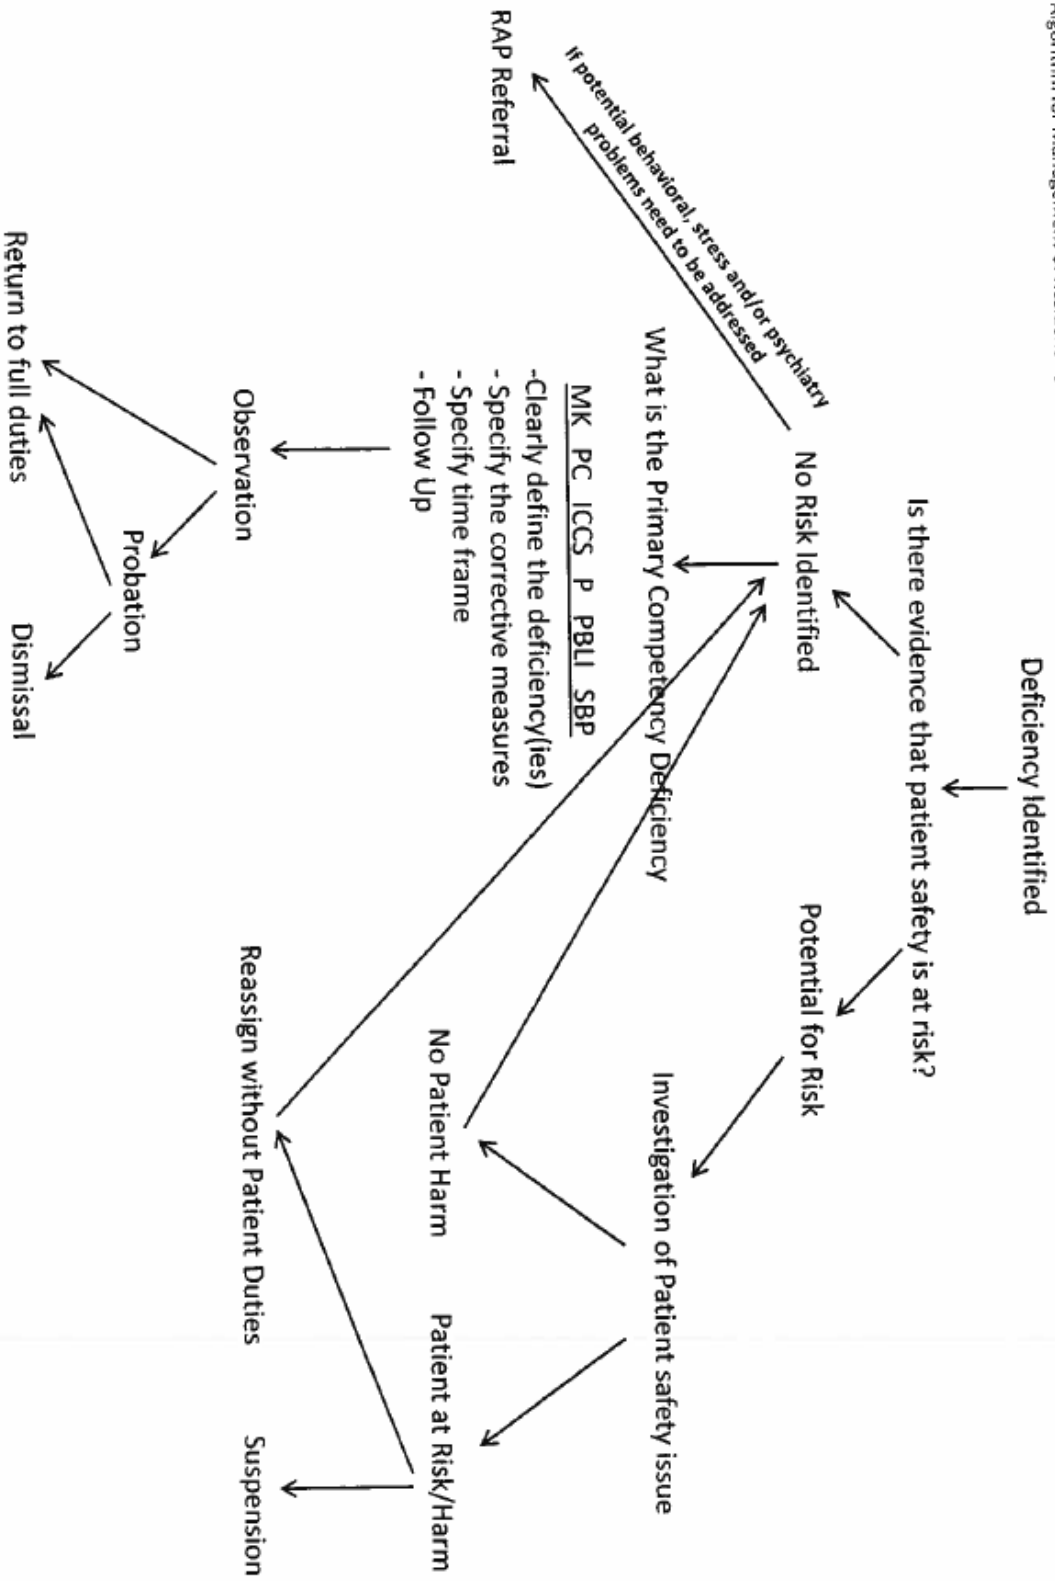 Algorithm for Management of
Deficiency Identified
Is there evidence that patient safety is at risk?
No Risk Identified
Potential for Risk
If potential behavioral, stress and/or psychiatry
problems need to be addressed
What is the Primary Competency Deficiency
Investigation of Patient safety issue
MK PC ICCS P PBLI SBP
-Clearly define the deficiency(ies)
- Specify the corrective measures
- Specify time frame
- Follow Up
RAP Referral
No Patient Harm
Patient at Risk/Harm
Observation
Reassign without Patient Duties
Suspension
Probation
Return to full duties
Dismissal